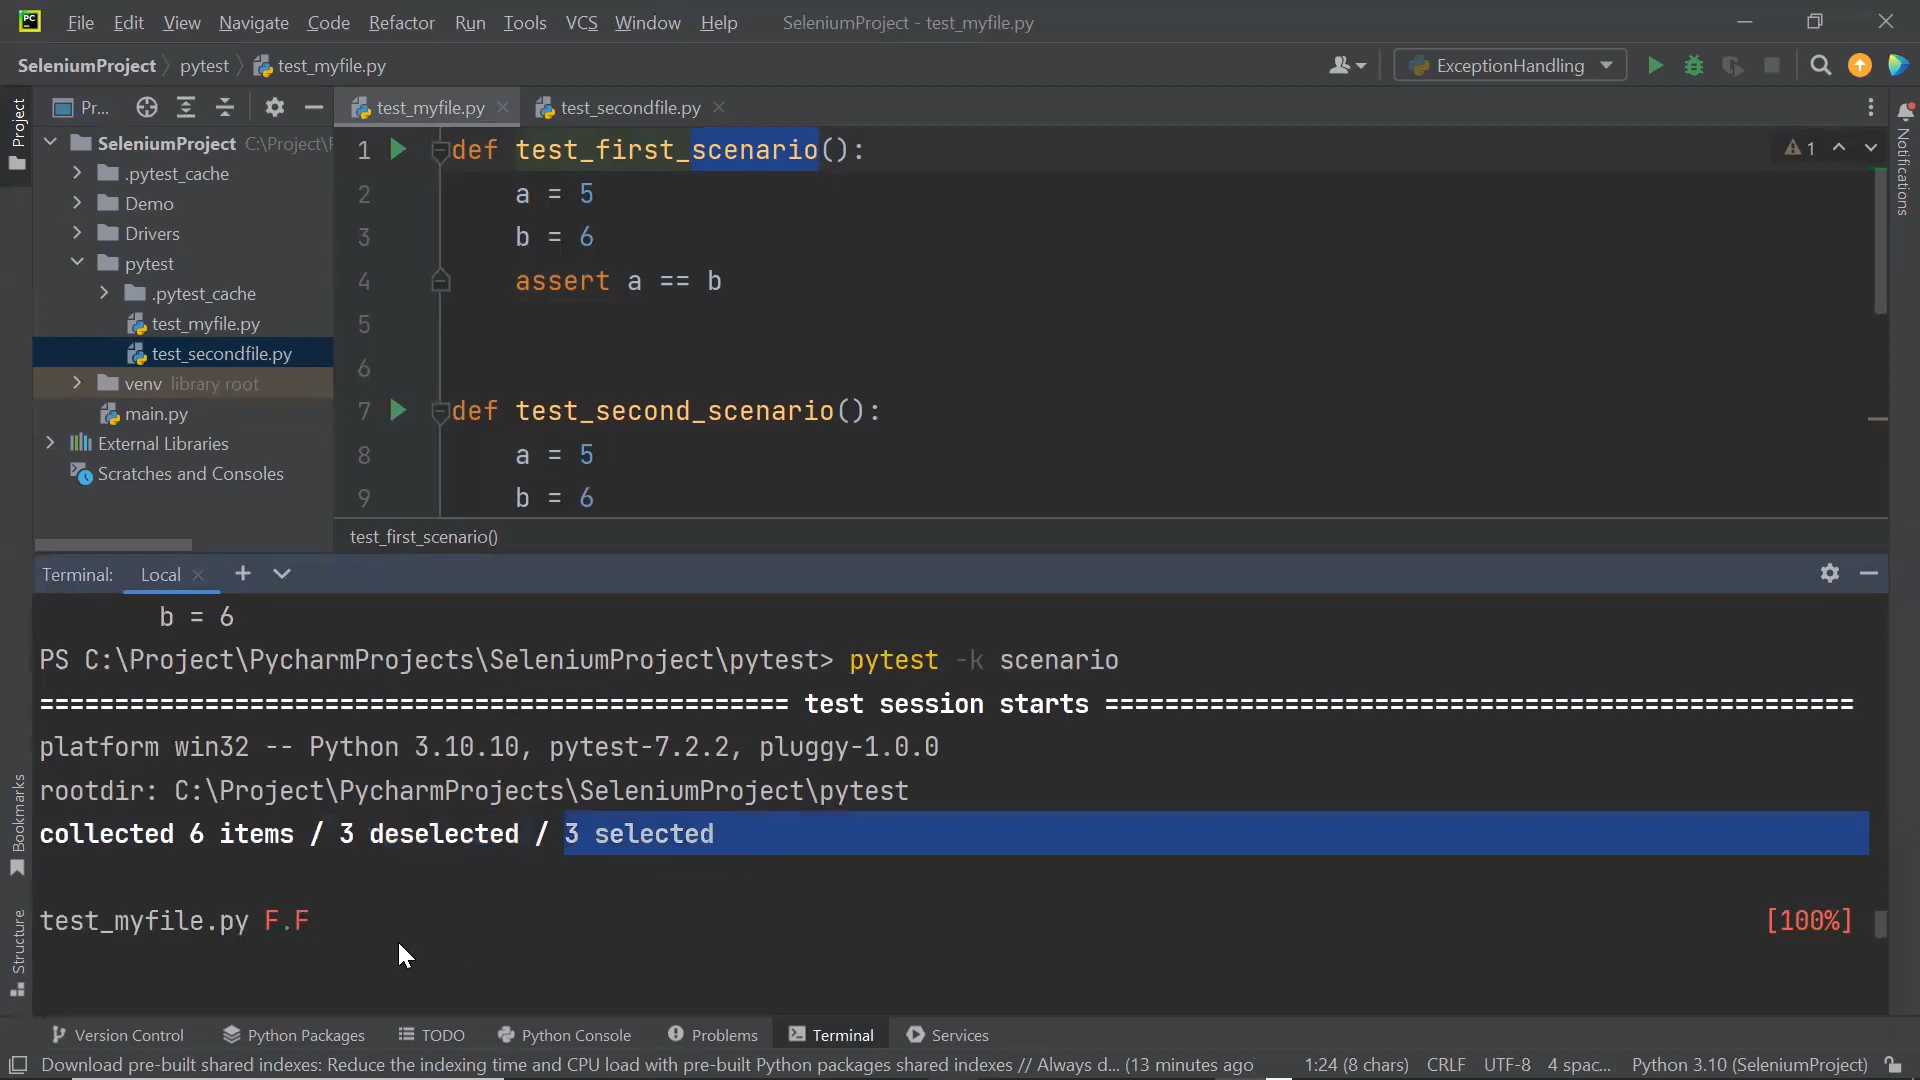 PC File Edit View Navigate Code Refactor Run Tools VCS Window Help SeleniumProject - test_myfile.py
SeleniumProject pytest test_myfile.py ExceptionHandling
Project
Pr... test_myfile.py test_secondfile.py
SeleniumProject C:\Project\
.pytest_cache
Demo
Drivers
pytest
.pytest_cache
test_myfile.py
test_secondfile.py
venv library root
main.py
External Libraries
Scratches and Consoles
1 def test_first_scenario():
2 a = 5
3 b = 6
4 assert a == b
5
6
7 def test_second_scenario():
8 a = 5
9 b = 6
1
Notifications
test_first_scenario()
Terminal: Local
b = 6
PS C:\Project\PycharmProjects\SeleniumProject\pytest> pytest -k scenario
================================================== test session starts ==================================================
platform win32 -- Python 3.10.10, pytest-7.2.2, pluggy-1.0.0
rootdir: C:\Project\PycharmProjects\SeleniumProject\pytest
collected 6 items / 3 deselected / 3 selected
test_myfile.py F.F [100%]
Bookmarks
Structure
Version Control Python Packages TODO Python Console Problems Terminal Services
Download pre-built shared indexes: Reduce the indexing time and CPU load with pre-built Python packages shared indexes // Always d... (13 minutes ago 1:24 (8 chars) CRLF UTF-8 4 spac... Python 3.10 (SeleniumProject)